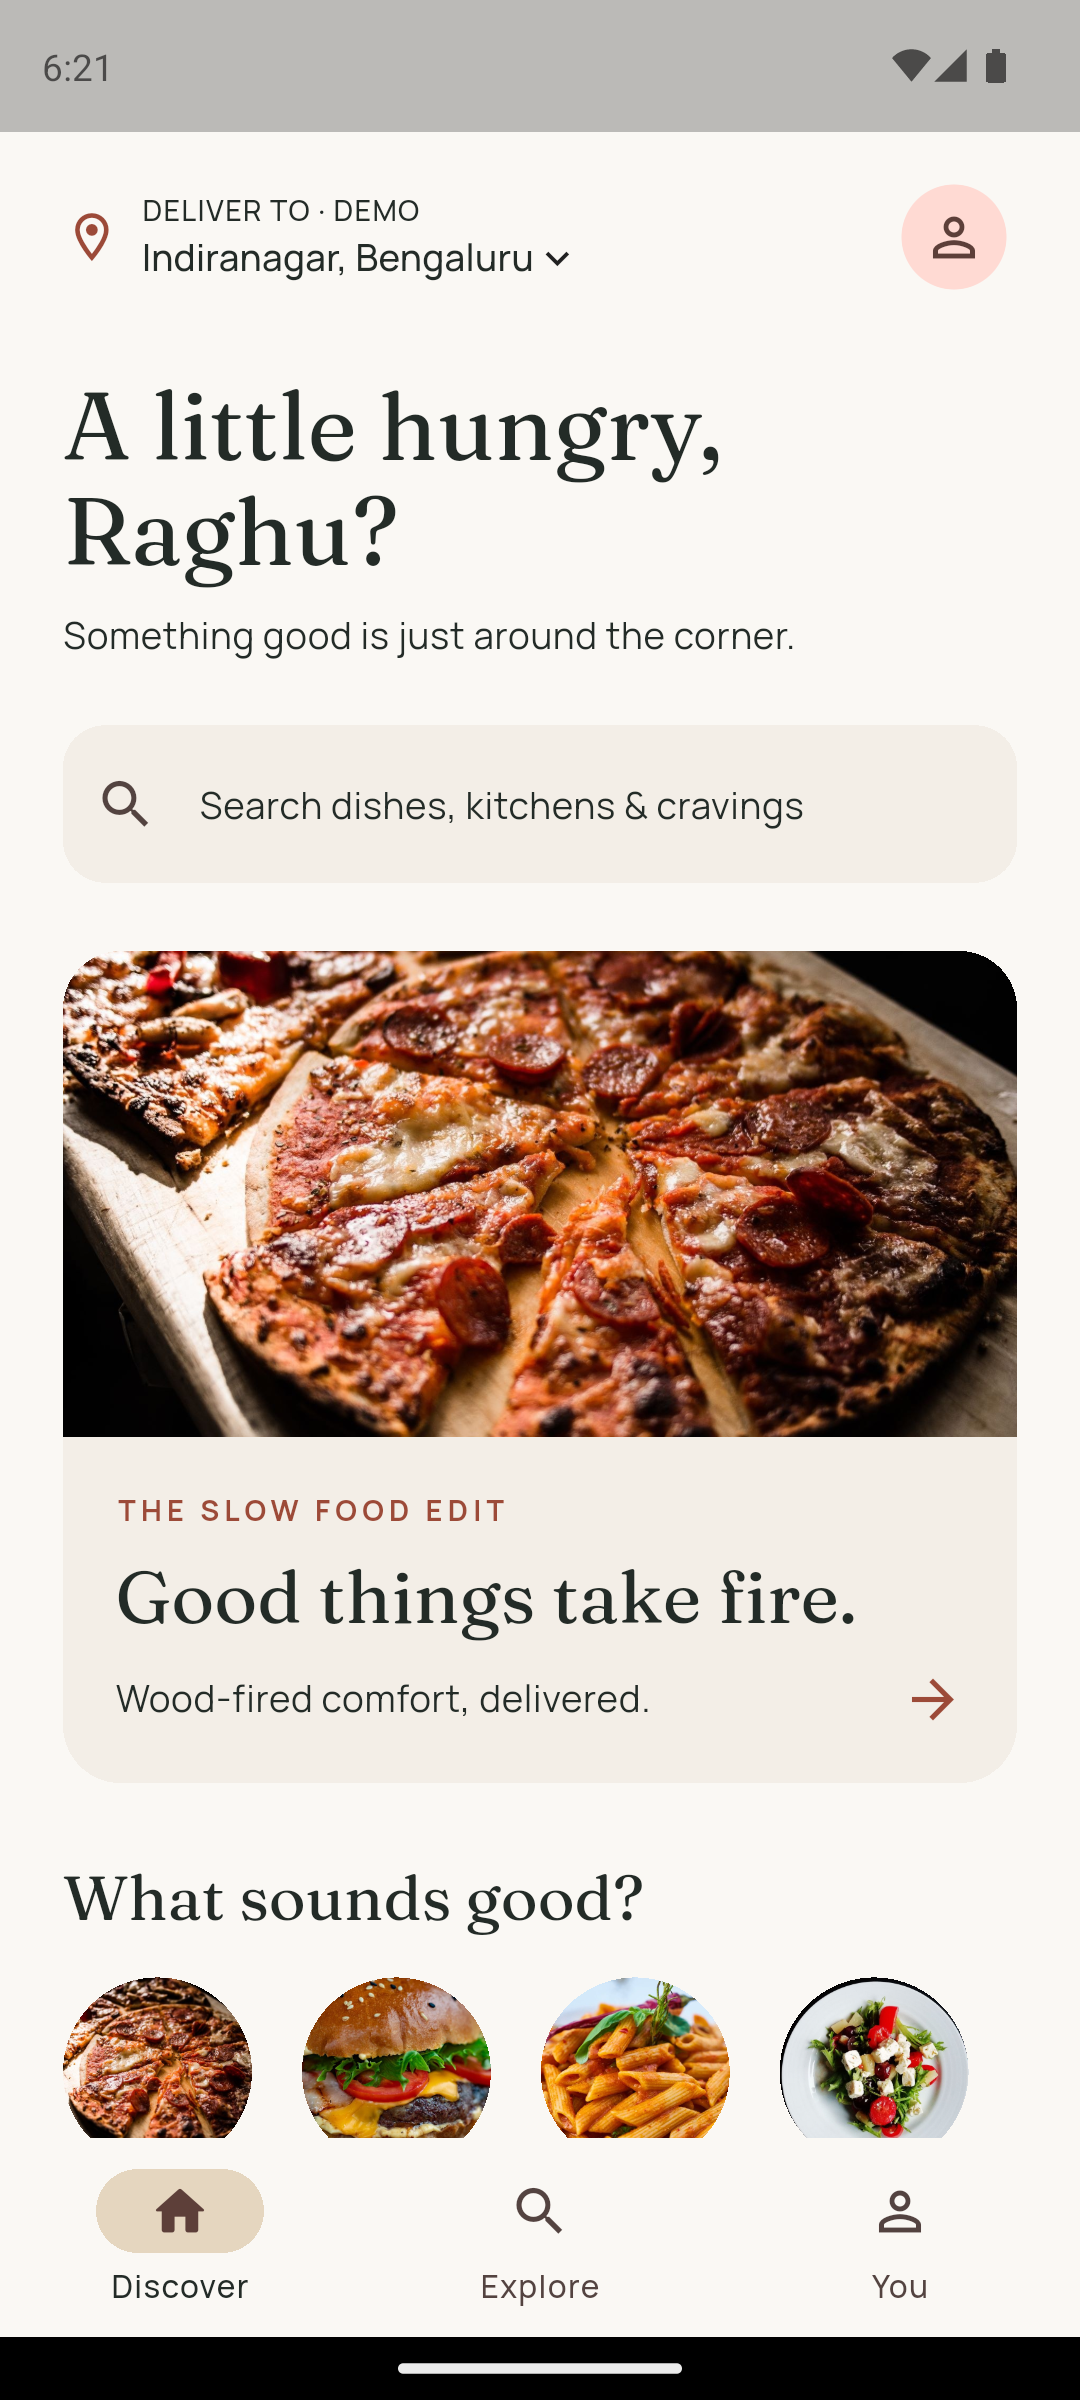 6:21
DELIVER TO · DEMO
Indiranagar, Bengaluru
A little hungry,
Raghu?
Something good is just around the corner.
Search dishes, kitchens & cravings
THE SLOW FOOD EDIT
Good things take fire.
Wood-fired comfort, delivered.
What sounds good?
Discover
Explore
You